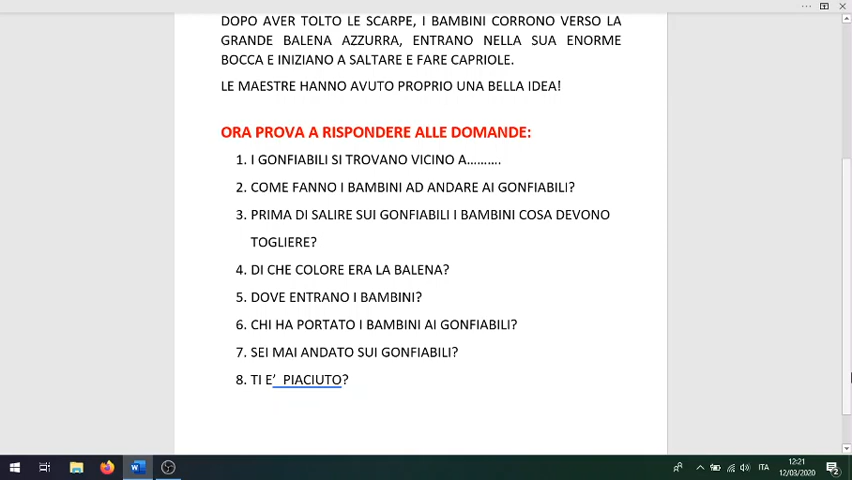 DOPO AVER TOLTO LE SCARPE, I BAMBINI CORRONO VERSO LA
GRANDE BALENA AZZURRA, ENTRANO NELLA SUA ENORME
BOCCA E INIZIANO A SALTARE E FARE CAPRIOLE.
LE MAESTRE HANNO AVUTO PROPRIO UNA BELLA IDEA!
ORA PROVA A RISPONDERE ALLE DOMANDE:
1. I GONFIABILI SI TROVANO VICINO A……….
2. COME FANNO I BAMBINI AD ANDARE AI GONFIABILI?
3. PRIMA DI SALIRE SUI GONFIABILI I BAMBINI COSA DEVONO
TOGLIERE?
4. DI CHE COLORE ERA LA BALENA?
5. DOVE ENTRANO I BAMBINI?
6. CHI HA PORTATO I BAMBINI AI GONFIABILI?
7. SEI MAI ANDATO SUI GONFIABILI?
8. TI E’  PIACIUTO?
ITA
12:21
12/03/2020
2